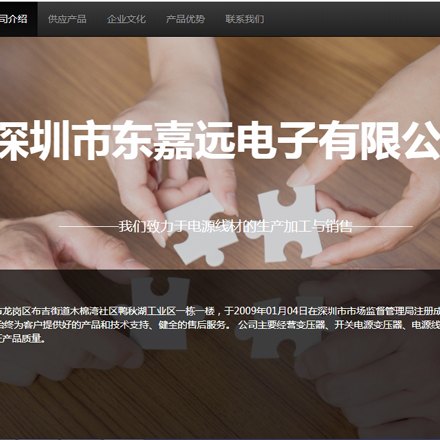 司介绍 供应产品 企业文化 产品优势 联系我们
深圳市东嘉远电子有限公
我们致力于电源线材的生产加工与销售
龙岗区布吉街道木棉湾社区鸭秋湖工业区一栋一楼，于2009年01月04日在深圳市市场监督管理局注册成
始终为客户提供好的产品和技术支持、健全的售后服务。 公司主要经营变压器、开关电源变压器、电源线
产品质量。